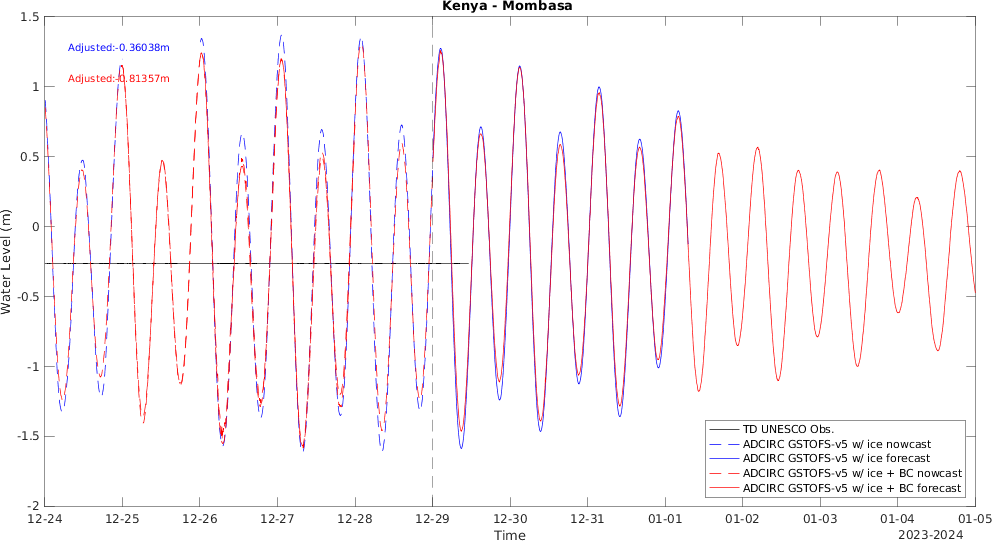 Kenya - Mombasa
Adjusted:-0.36038m
Adjusted:-0.81357m
1.5
1
0.5
0
-0.5
-1
-1.5
-2
Water Level (m)
TD UNESCO Obs.
ADCIRC GSTOFS-v5 w/ ice nowcast
ADCIRC GSTOFS-v5 w/ ice forecast
ADCIRC GSTOFS-v5 w/ ice + BC nowcast
ADCIRC GSTOFS-v5 w/ ice + BC forecast
12-24 12-25 12-26 12-27 12-28 12-29 12-30 12-31 01-01 01-02 01-03 01-04 01-05
Time
2023-2024